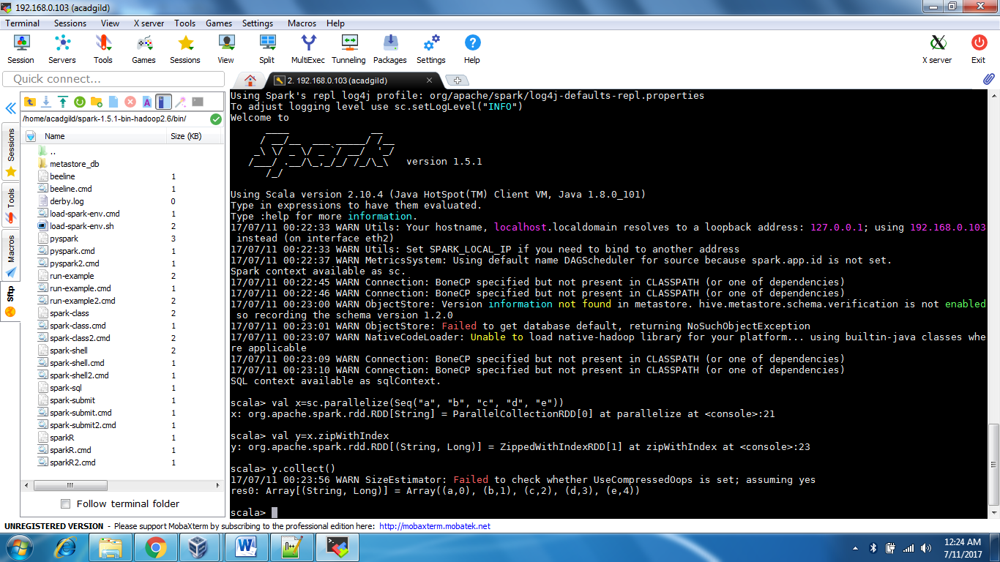 192.168.0.103 (acadgild)
Terminal Sessions View X server Tools Games Settings Macros Help
Session Servers Tools Games Sessions View Split MultiExec Tunneling Packages Settings Help X server Exit
Quick connect...
2. 192.168.0.103 (acadgild)
/home/acadgild/spark-1.5.1-bin-hadoop2.6/bin/
Sessions
Tools
Macros
Sftp
Name Size (KB)
..
metastore_db
beeline 1
beeline.cmd 1
derby.log 0
load-spark-env.cmd 1
load-spark-env.sh 2
pyspark 3
pyspark.cmd 1
pyspark2.cmd 1
run-example 2
run-example.cmd 1
run-example2.cmd 2
spark-class 2
spark-class.cmd 1
spark-class2.cmd 2
spark-shell 2
spark-shell.cmd 1
spark-shell2.cmd 1
spark-sql 1
spark-submit 1
spark-submit.cmd 1
spark-submit2.cmd 1
sparkR 1
sparkR.cmd 1
sparkR2.cmd 1
Follow terminal folder
Using Spark's repl log4j profile: org/apache/spark/log4j-defaults-repl.properties
To adjust logging level use sc.setLogLevel("INFO")
Welcome to
Spark version 1.5.1
Using Scala version 2.10.4 (Java HotSpot(TM) Client VM, Java 1.8.0_101)
Type in expressions to have them evaluated.
Type :help for more information.
17/07/11 00:22:33 WARN Utils: Your hostname, localhost.localdomain resolves to a loopback address: 127.0.0.1; using 192.168.0.103
instead (on interface eth2)
17/07/11 00:22:33 WARN Utils: Set SPARK_LOCAL_IP if you need to bind to another address
17/07/11 00:22:37 WARN MetricsSystem: Using default name DAGScheduler for source because spark.app.id is not set.
Spark context available as sc.
17/07/11 00:22:45 WARN Connection: BoneCP specified but not present in CLASSPATH (or one of dependencies)
17/07/11 00:22:46 WARN Connection: BoneCP specified but not present in CLASSPATH (or one of dependencies)
17/07/11 00:23:00 WARN ObjectStore: Version information not found in metastore. hive.metastore.schema.verification is not enabled
so recording the schema version 1.2.0
17/07/11 00:23:01 WARN ObjectStore: Failed to get database default, returning NoSuchObjectException
17/07/11 00:23:07 WARN NativeCodeLoader: Unable to load native-hadoop library for your platform... using builtin-java classes whe
re applicable
17/07/11 00:23:09 WARN Connection: BoneCP specified but not present in CLASSPATH (or one of dependencies)
17/07/11 00:23:10 WARN Connection: BoneCP specified but not present in CLASSPATH (or one of dependencies)
SQL context available as sqlContext.
scala> val x=sc.parallelize(Seq("a", "b", "c", "d", "e"))
x: org.apache.spark.rdd.RDD[String] = ParallelCollectionRDD[0] at parallelize at <console>:21
scala> val y=x.zipWithIndex
y: org.apache.spark.rdd.RDD[(String, Long)] = ZippedWithIndexRDD[1] at zipWithIndex at <console>:23
scala> y.collect()
17/07/11 00:23:56 WARN SizeEstimator: Failed to check whether UseCompressedOops is set; assuming yes
res0: Array[(String, Long)] = Array((a,0), (b,1), (c,2), (d,3), (e,4))
scala>
UNREGISTERED VERSION - Please support MobaXterm by subscribing to the professional edition here: http://mobaxterm.mobatek.net
12:24 AM
7/11/2017